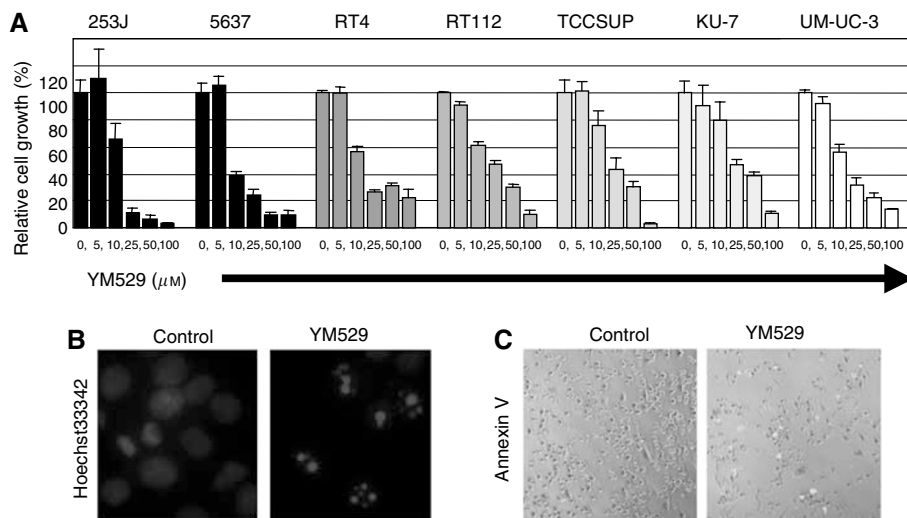 A
253J 5637 RT4 RT112 TCCSUP KU-7 UM-UC-3
Relative cell growth (%)
120
100
80
60
40
20
0
0, 5, 10,25,50,100 0, 5, 10,25,50,100 0, 5, 10,25,50,100 0, 5, 10,25,50,100 0, 5, 10,25,50,100 0, 5, 10,25,50,100 0, 5, 10,25,50,100
YM529 (μM)
B
Control YM529
Hoechst33342
C
Control YM529
Annexin V